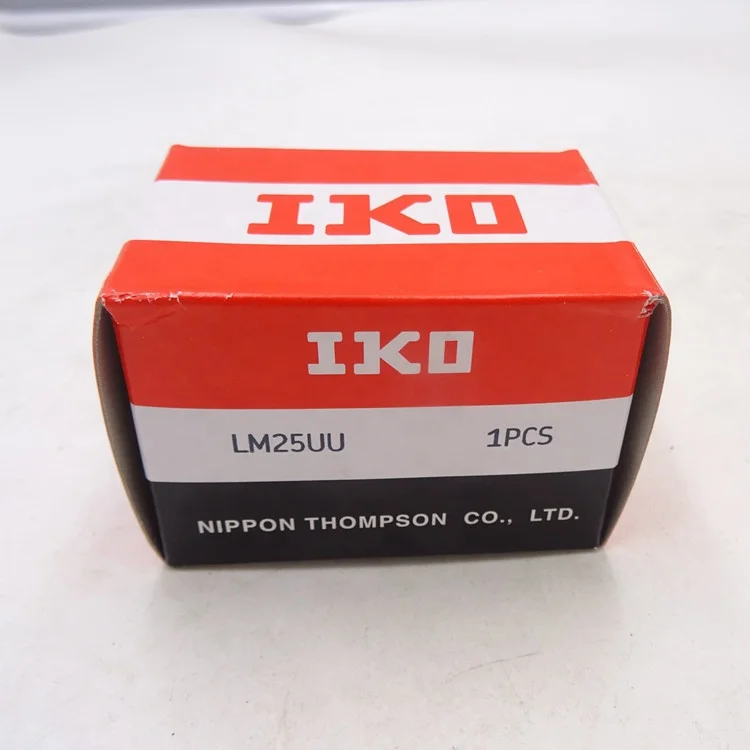 IKO
IKO
LM25UU 1PCS
NIPPON THOMPSON CO., LTD.